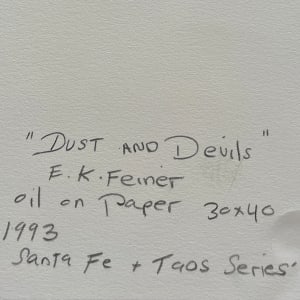 "Dust AND Devils"
E.K.Feiner
oil on Paper 30x40
1993
Santa Fe + Taos Series'